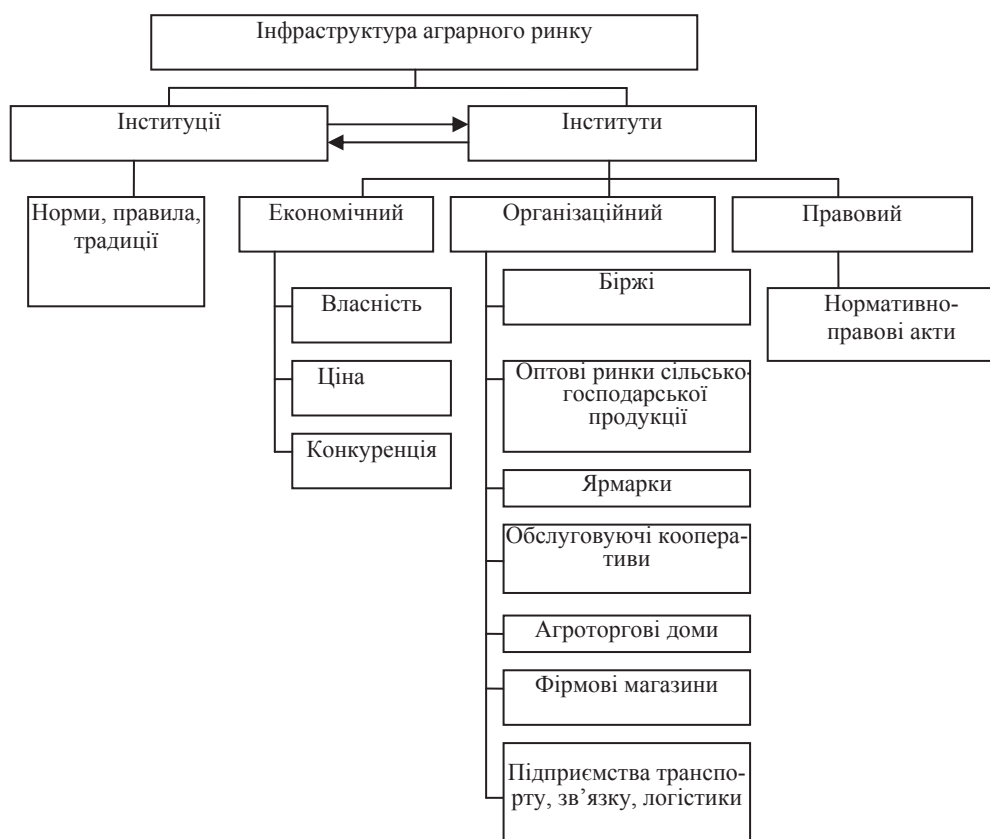 Інфраструктура аграрного ринку
Інституції
Інститути
Норми, правила,
традиції
Економічний
Організаційний
Правовий
Власність
Ціна
Конкуренція
Біржі
Оптові ринки сільсько-
господарської
продукції
Ярмарки
Обслуговуючі коопера-
тиви
Агроторгові доми
Фірмові магазини
Підприємства транспо-
рту, зв’язку, логістики
Нормативно-
правові акти